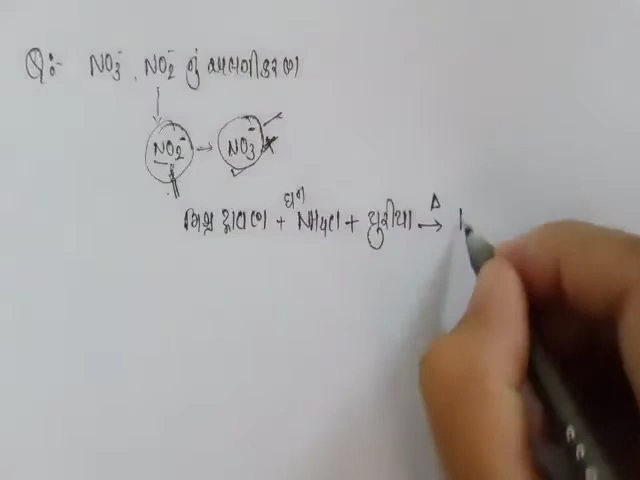 Q:- NO3⁻, NO2⁻ નું અલગીકરણ
NO2⁻ → NO3⁻
મિશ્ર દ્રાવણ + ઘન NH4Cl + યુરીયા →Δ